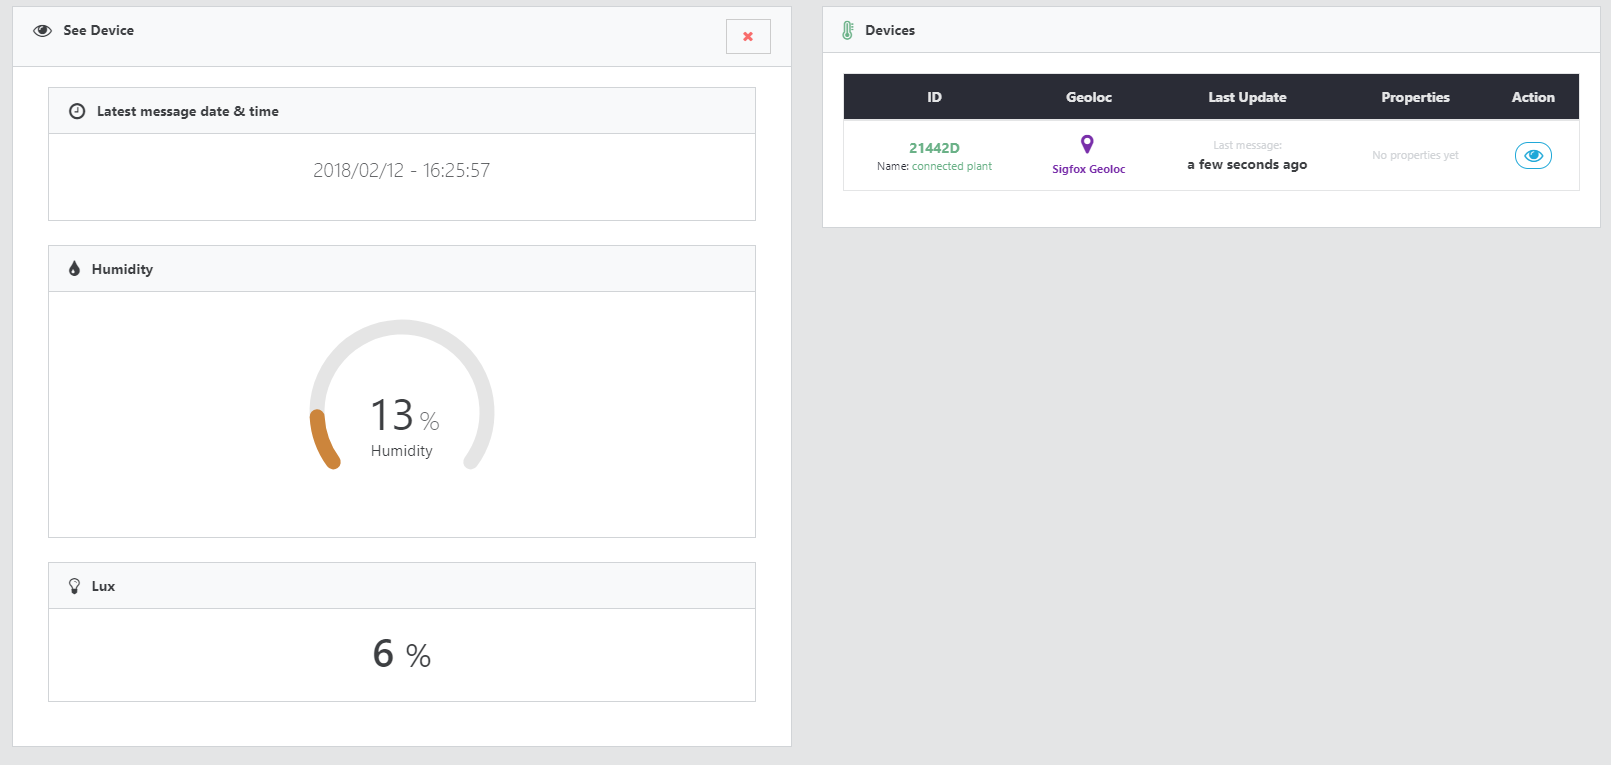 See Device
Latest message date & time
2018/02/12 - 16:25:57
Humidity
13 %
Humidity
Lux
6 %
Devices
ID Geoloc Last Update Properties Action
21442D
Name: connected plant
Sigfox Geoloc
Last message:
a few seconds ago
No properties yet